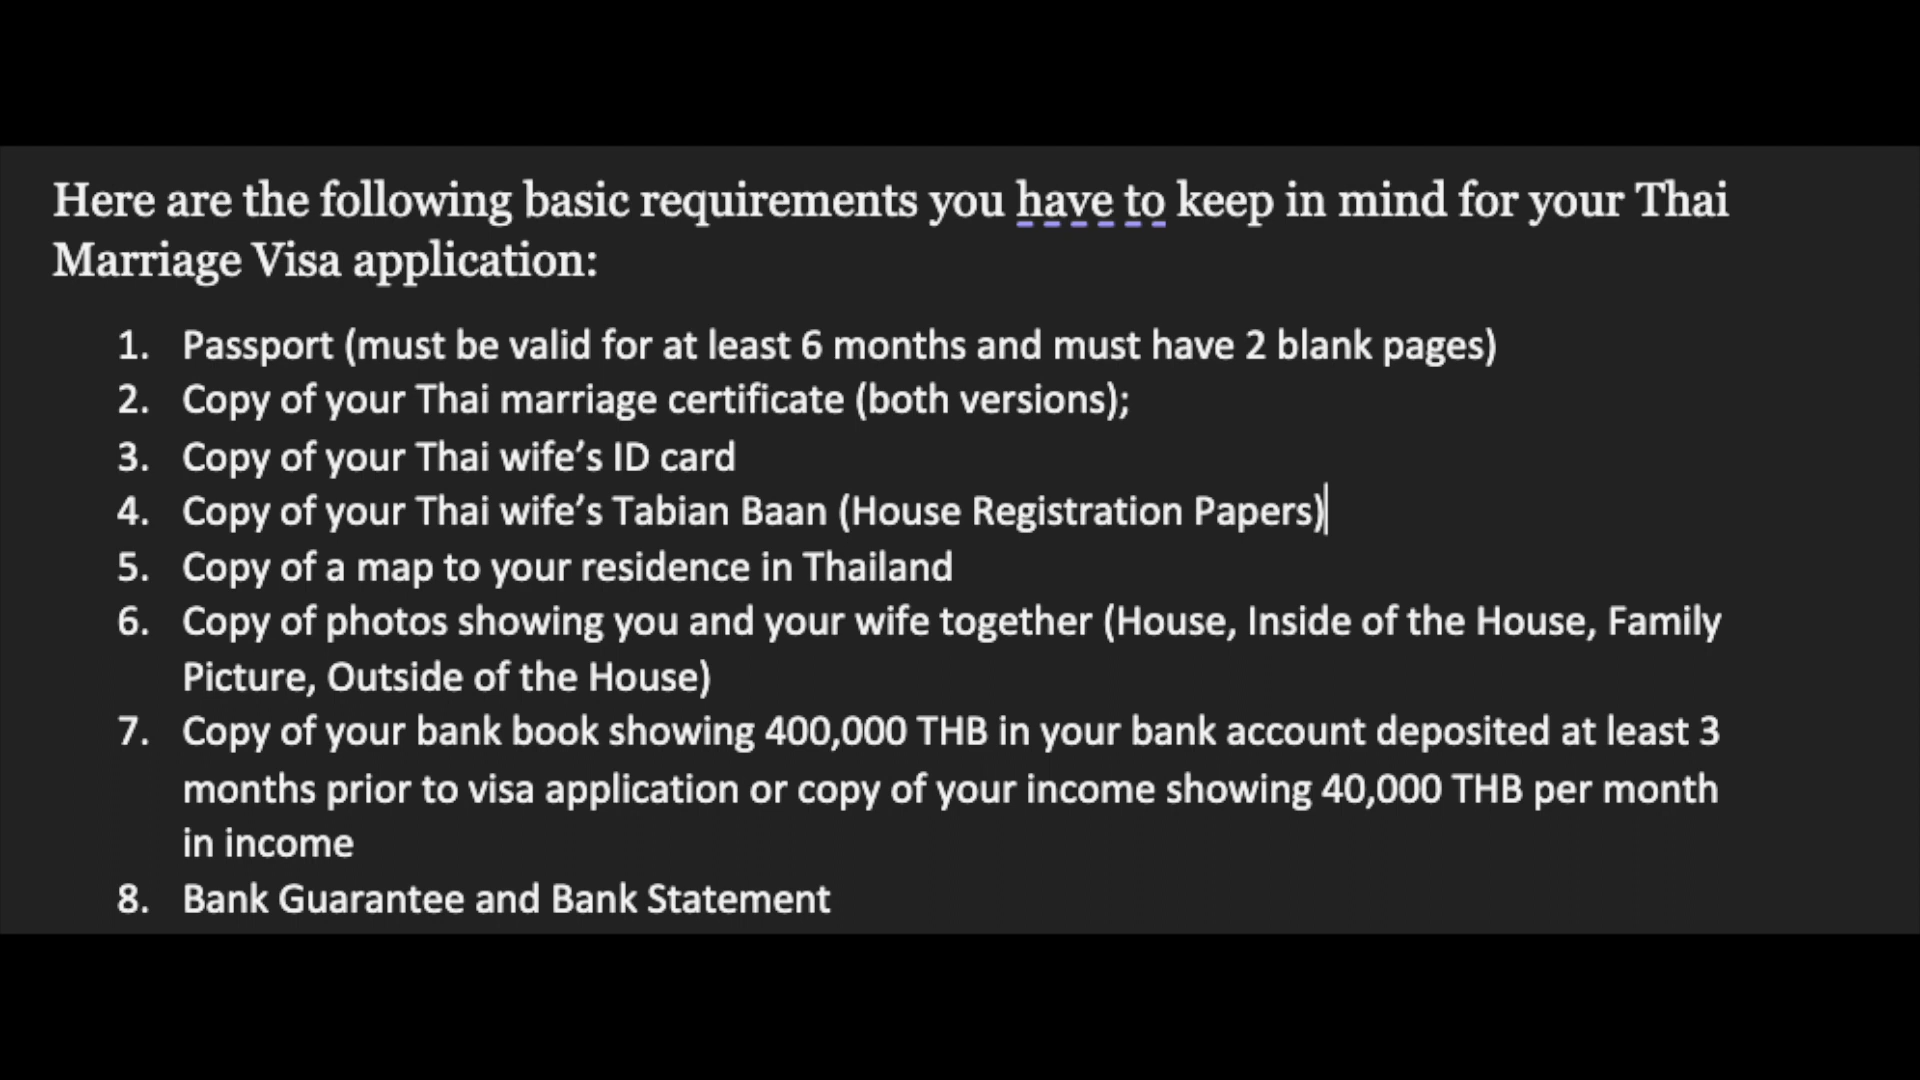 Here are the following basic requirements you have to keep in mind for your Thai
Marriage Visa application:
1. Passport (must be valid for at least 6 months and must have 2 blank pages)
2. Copy of your Thai marriage certificate (both versions);
3. Copy of your Thai wife’s ID card
4. Copy of your Thai wife’s Tabian Baan (House Registration Papers)
5. Copy of a map to your residence in Thailand
6. Copy of photos showing you and your wife together (House, Inside of the House, Family
Picture, Outside of the House)
7. Copy of your bank book showing 400,000 THB in your bank account deposited at least 3
months prior to visa application or copy of your income showing 40,000 THB per month
in income
8. Bank Guarantee and Bank Statement